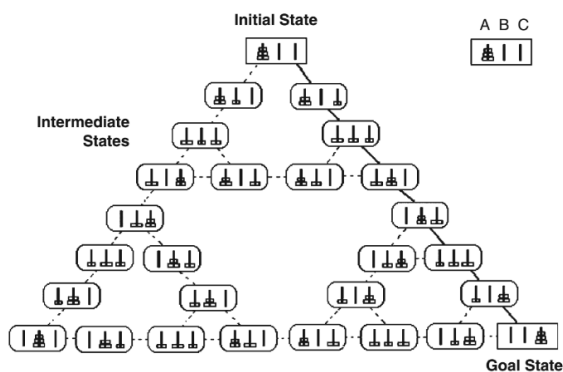 Initial State
A B C
Intermediate
States
Goal State